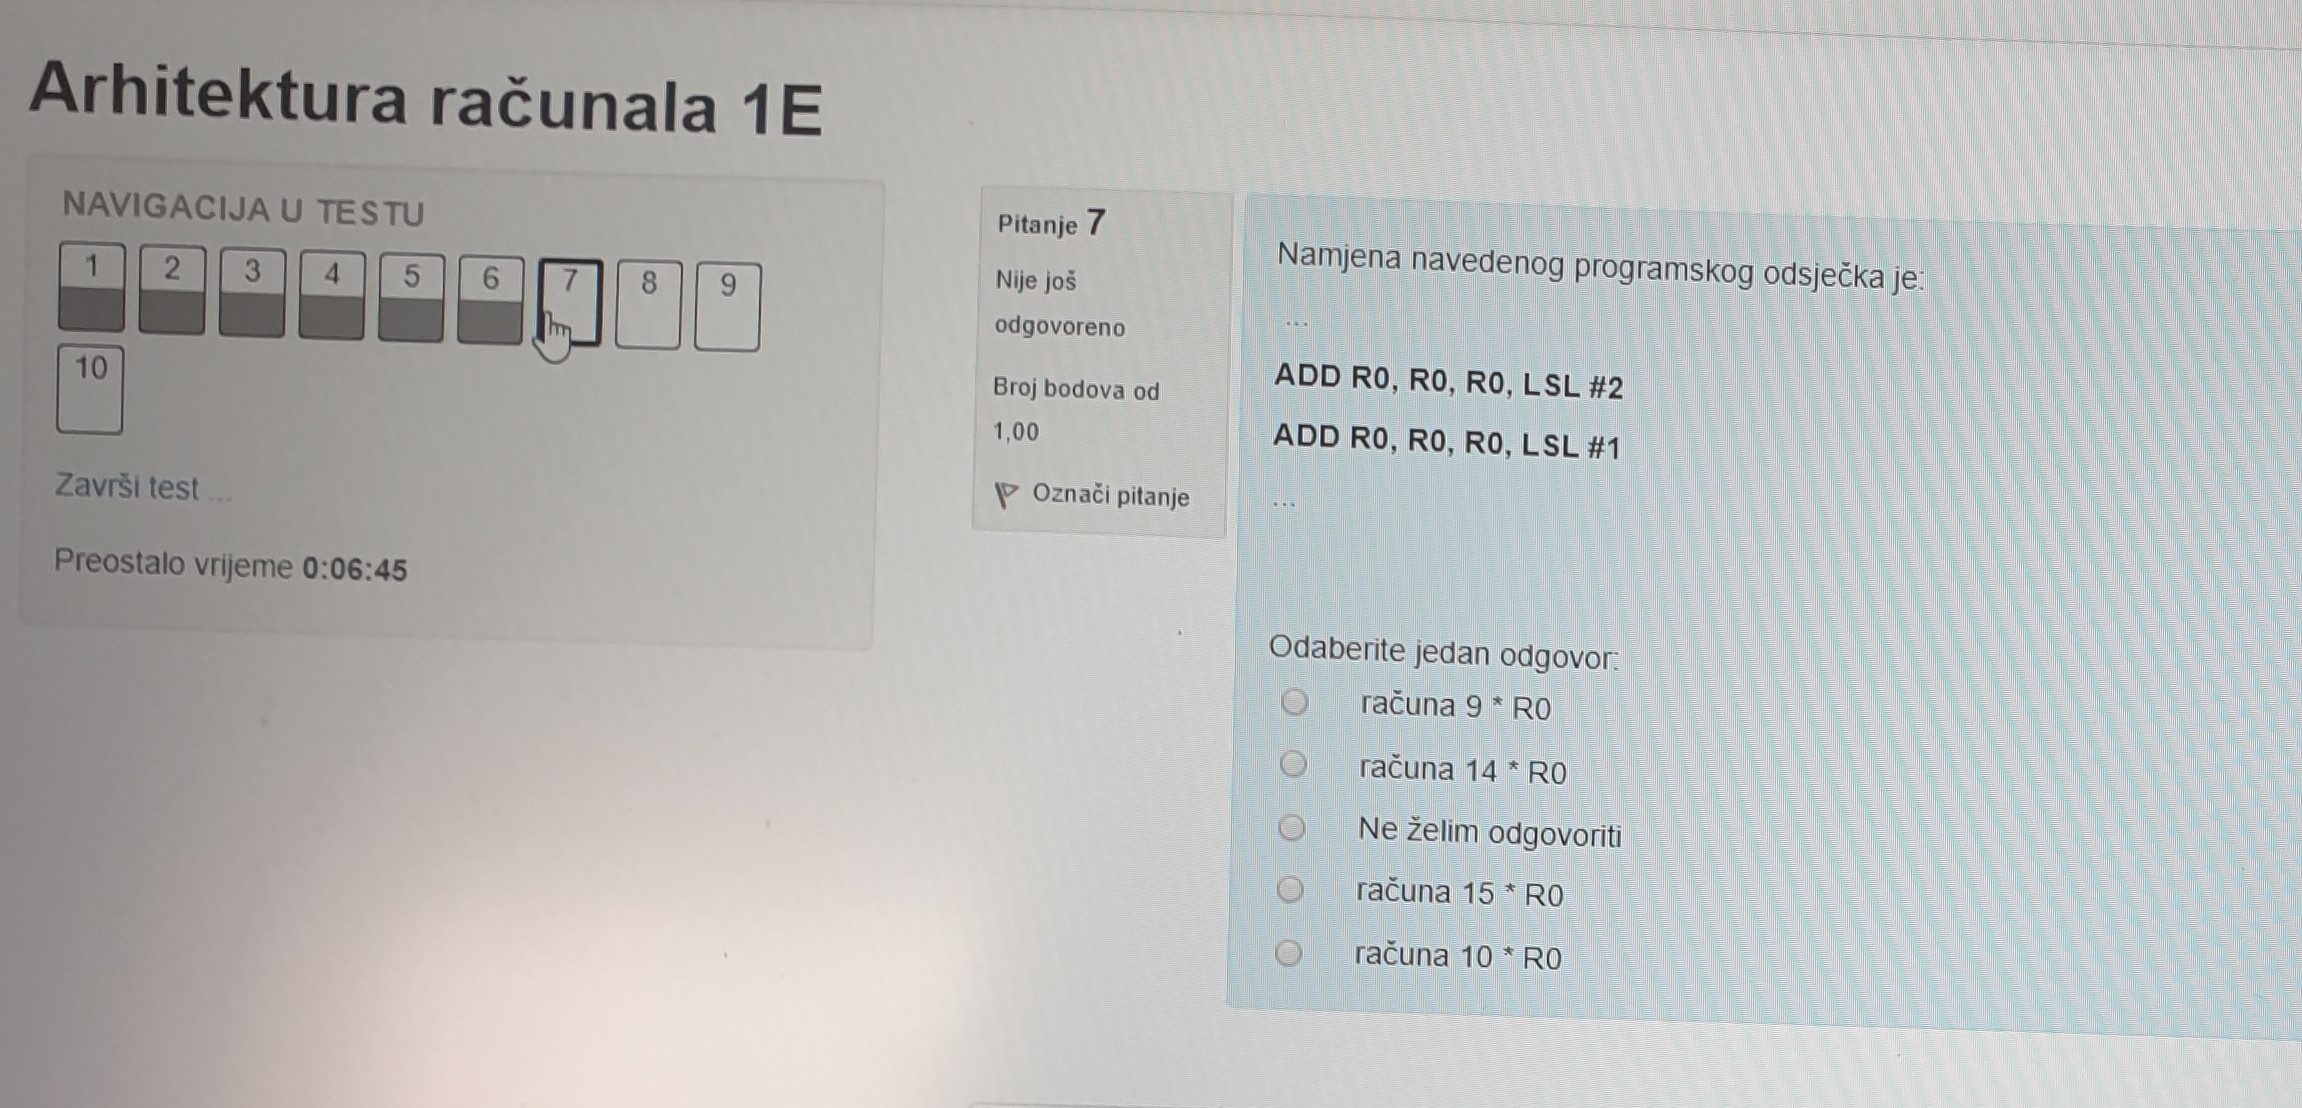 Arhitektura računala 1E
NAVIGACIJA U TESTU
1 2 3 4 5 6 7 8 9
10
Završi test ...
Preostalo vrijeme 0:06:45
Pitanje 7
Nije još
odgovoreno
Broj bodova od
1,00
Označi pitanje
Namjena navedenog programskog odsječka je:
...
ADD R0, R0, R0, LSL #2
ADD R0, R0, R0, LSL #1
...
Odaberite jedan odgovor:
računa 9 * R0
računa 14 * R0
Ne želim odgovoriti
računa 15 * R0
računa 10 * R0